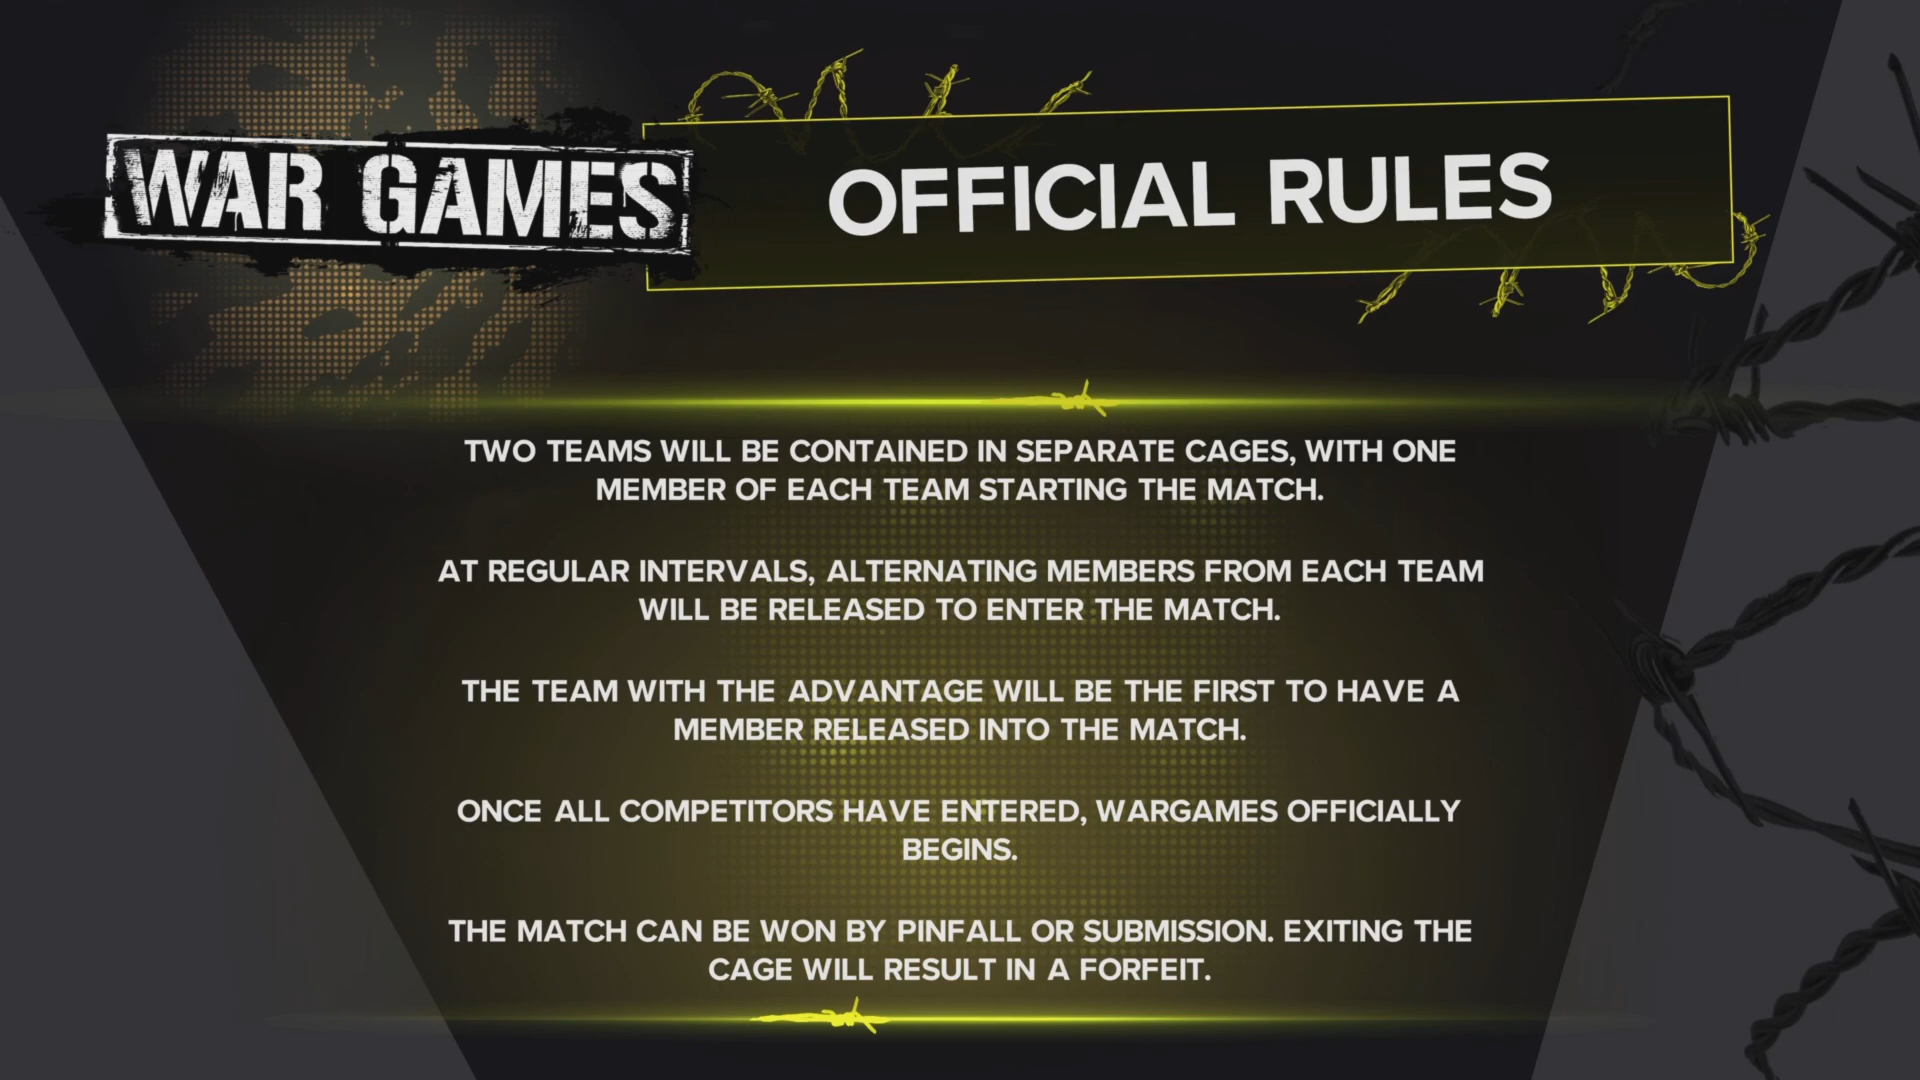 WAR GAMES
OFFICIAL RULES
TWO TEAMS WILL BE CONTAINED IN SEPARATE CAGES, WITH ONE
MEMBER OF EACH TEAM STARTING THE MATCH.
AT REGULAR INTERVALS, ALTERNATING MEMBERS FROM EACH TEAM
WILL BE RELEASED TO ENTER THE MATCH.
THE TEAM WITH THE ADVANTAGE WILL BE THE FIRST TO HAVE A
MEMBER RELEASED INTO THE MATCH.
ONCE ALL COMPETITORS HAVE ENTERED, WARGAMES OFFICIALLY
BEGINS.
THE MATCH CAN BE WON BY PINFALL OR SUBMISSION. EXITING THE
CAGE WILL RESULT IN A FORFEIT.